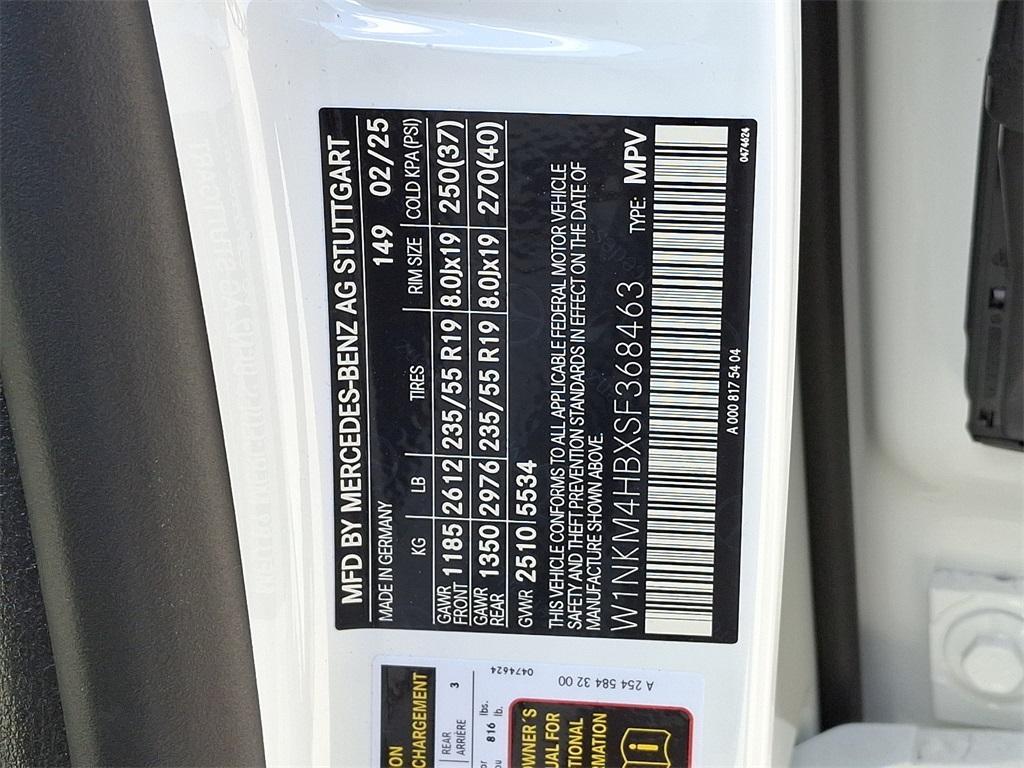 MFD BY MERCEDES-BENZ AG STUTTGART
MADE IN GERMANY 149 02/25
KG LB TIRES RIM SIZE COLD KPA (PSI)
GAWR FRONT 1185 2612 235/55 R19 8.0Jx19 250(37)
GAWR REAR 1350 2976 235/55 R19 8.0Jx19 270(40)
GVWR 2510 5534
THIS VEHICLE CONFORMS TO ALL APPLICABLE FEDERAL MOTOR VEHICLE
SAFETY AND THEFT PREVENTION STANDARDS IN EFFECT ON THE DATE OF
MANUFACTURE SHOWN ABOVE.
W1NKM4HBXSF368463 TYPE: MPV
A 000 817 54 04
0474624
CHARGEMENT
REAR
ARRIÈRE
3
816 lbs.
lb.
OWNER´S
0474624
A 254 584 32 00